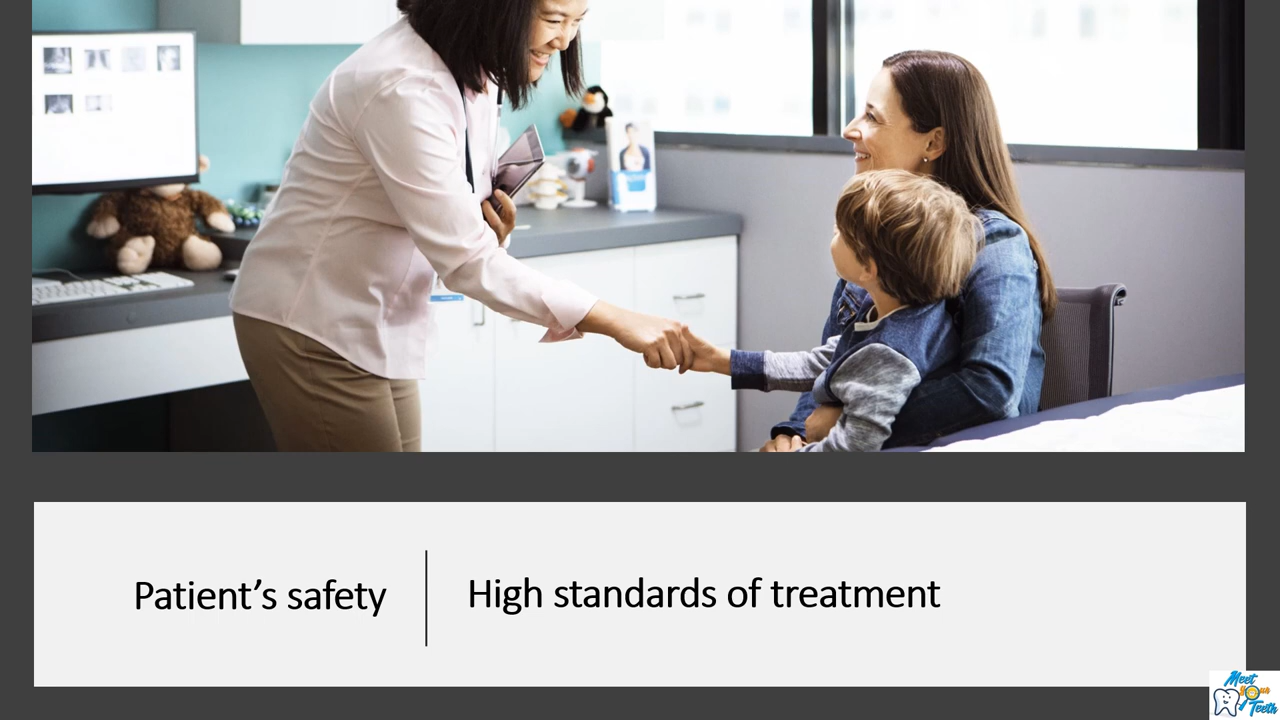 Patient’s safety
High standards of treatment
Meet
your
Teeth